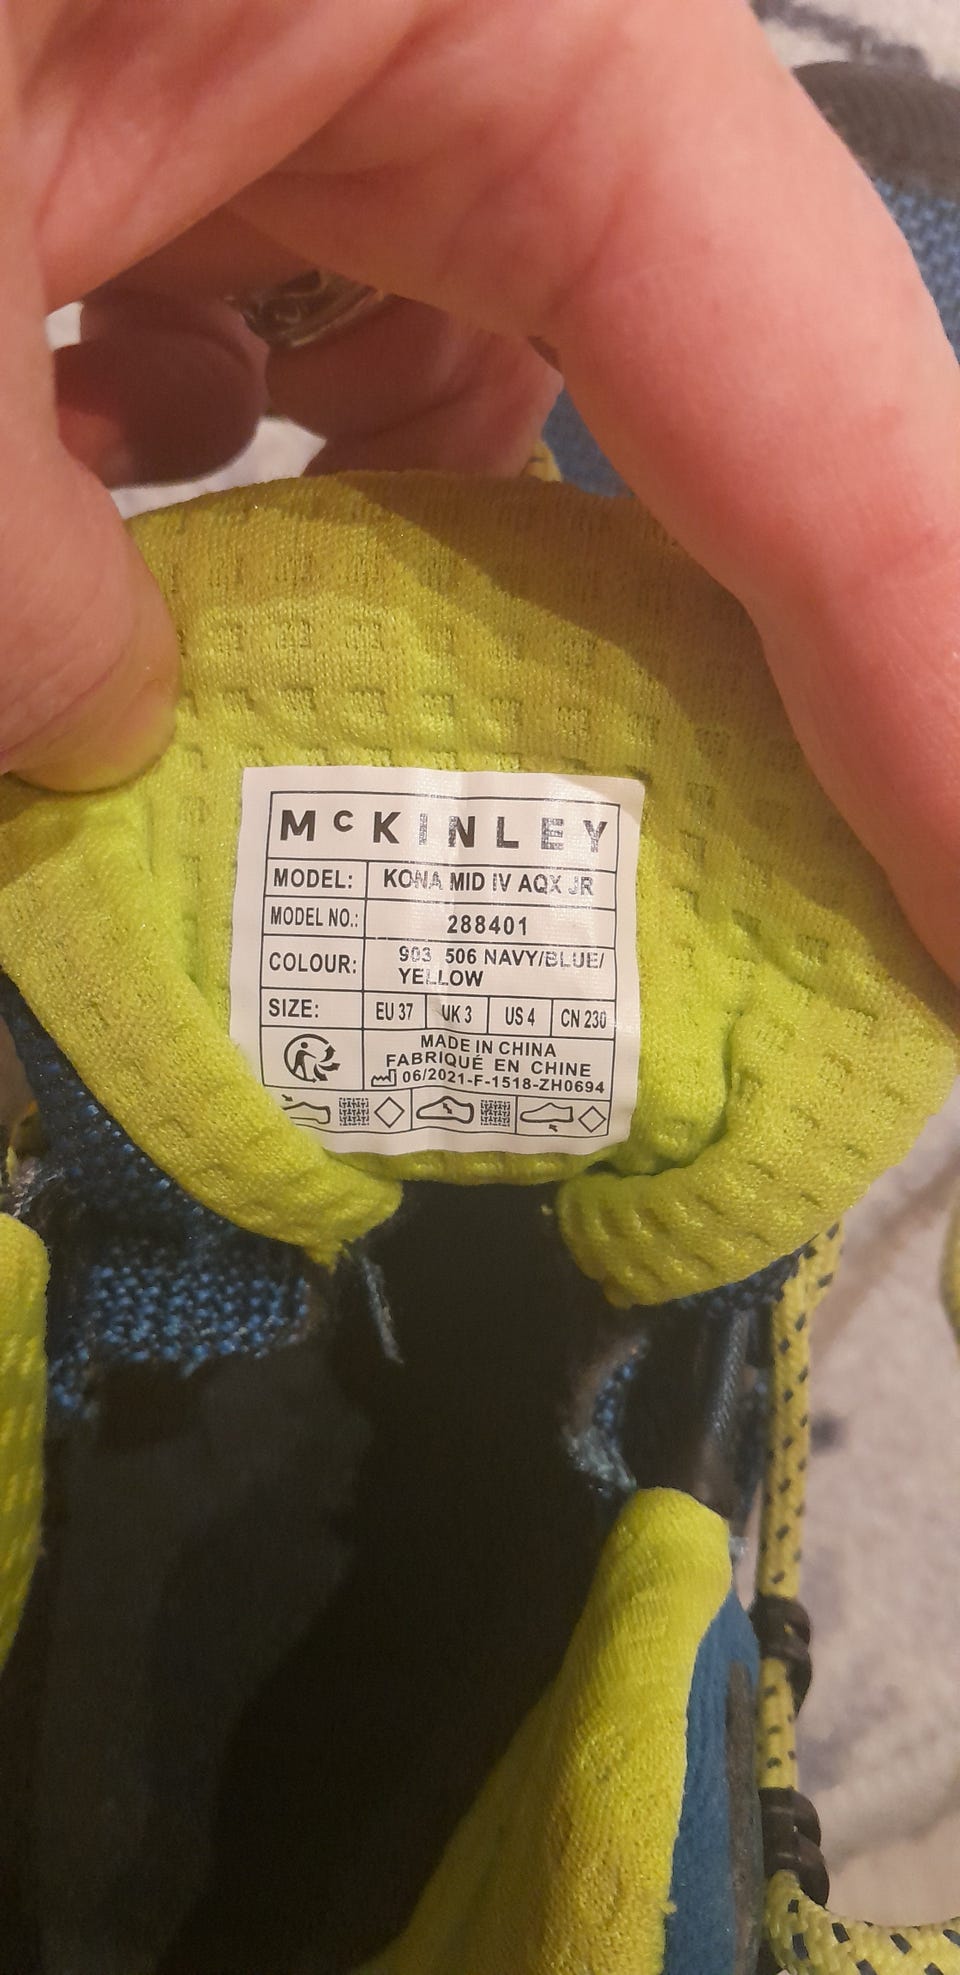 McKINLEY
MODEL: KONA MID IV AQX JR
MODEL NO.: 288401
COLOUR: 903 506 NAVY/BLUE/
YELLOW
SIZE: EU 37 UK 3 US 4 CN 230
MADE IN CHINA
FABRIQUÉ EN CHINE
06/2021-F-1518-ZH0694